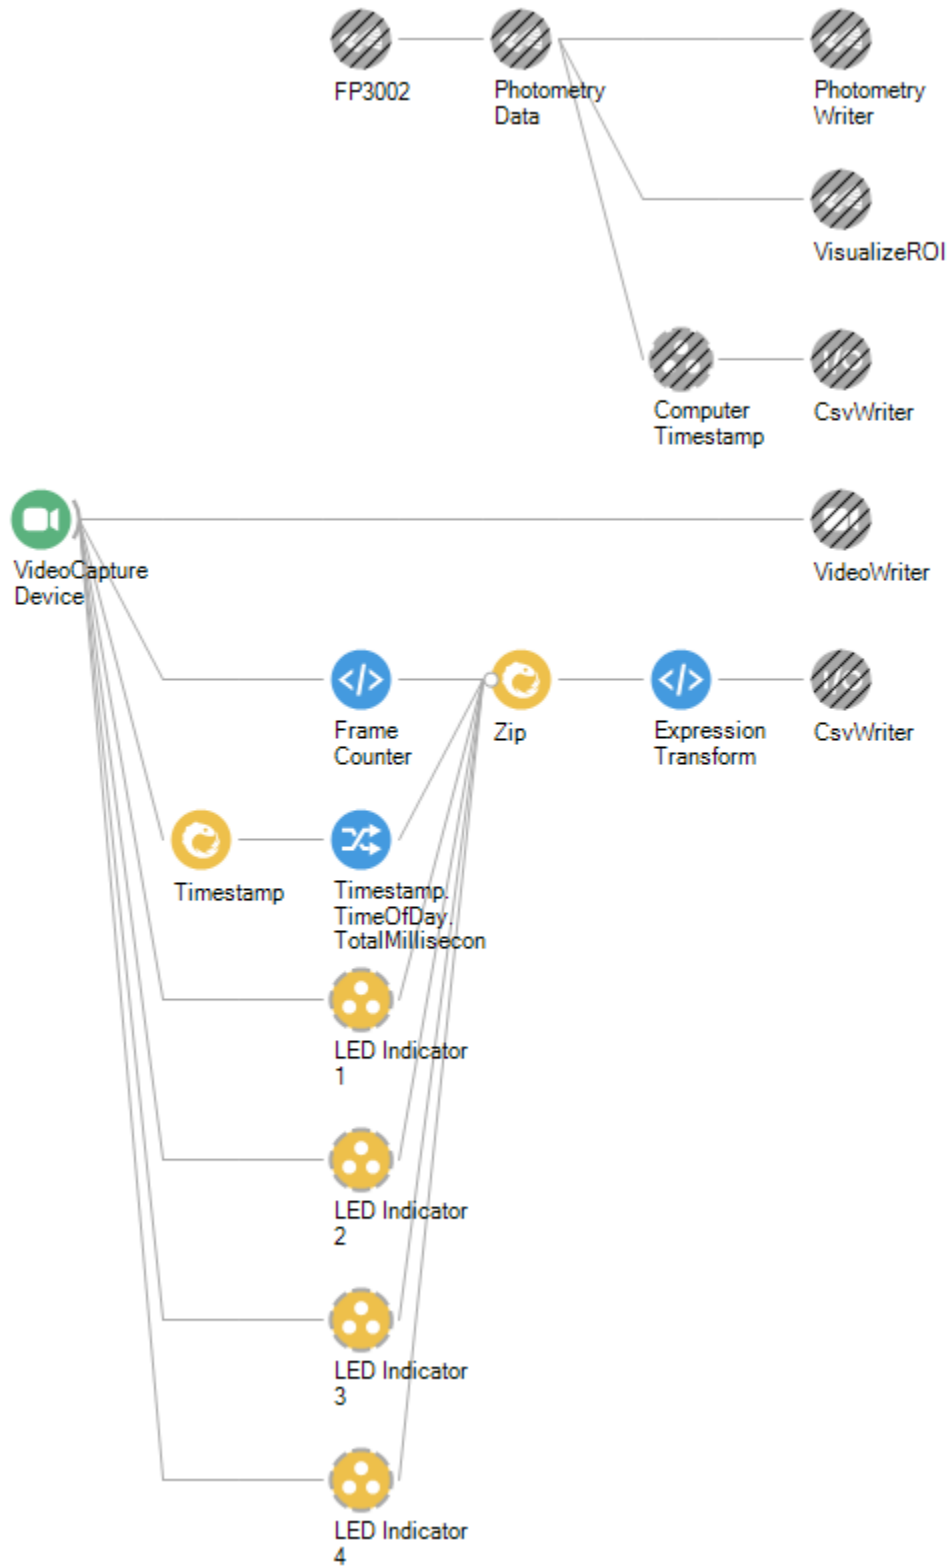 FP3002
Photometry
Data
Photometry
Writer
VisualizeROI
Computer
Timestamp
CsvWriter
VideoCapture
Device
VideoWriter
Frame
Counter
Zip
Expression
Transform
CsvWriter
Timestamp
Timestamp.
TimeOfDay.
TotalMillisecon
LED Indicator
1
LED Indicator
2
LED Indicator
3
LED Indicator
4